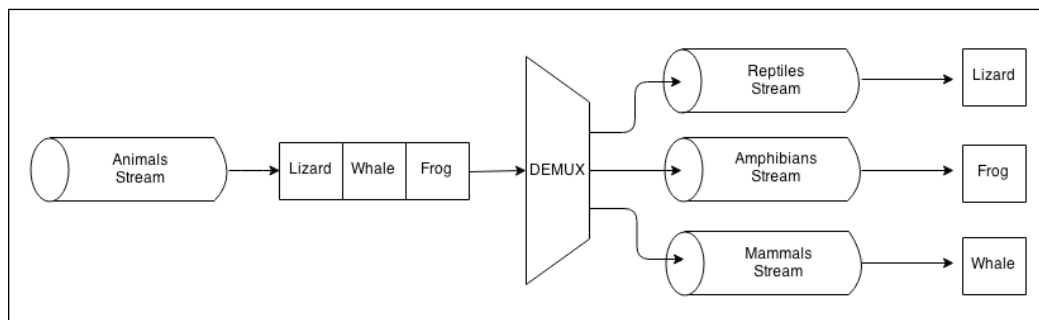 Animals
Stream
Lizard
Whale
Frog
DEMUX
Reptiles
Stream
Lizard
Amphibians
Stream
Frog
Mammals
Stream
Whale